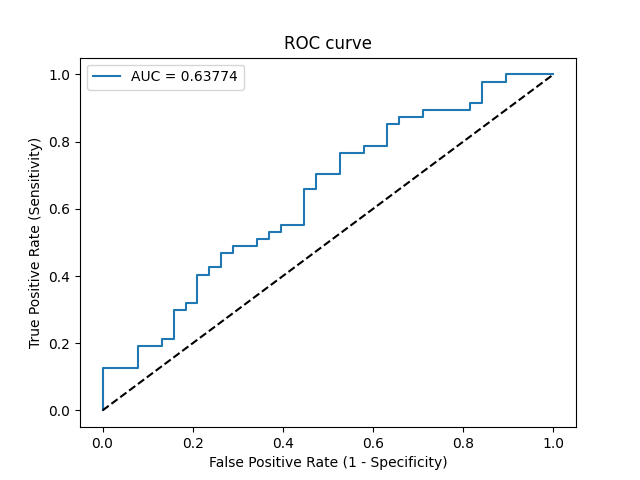 ROC curve
AUC = 0.63774
True Positive Rate (Sensitivity)
1.0
0.8
0.6
0.4
0.2
0.0
0.0 0.2 0.4 0.6 0.8 1.0
False Positive Rate (1 - Specificity)